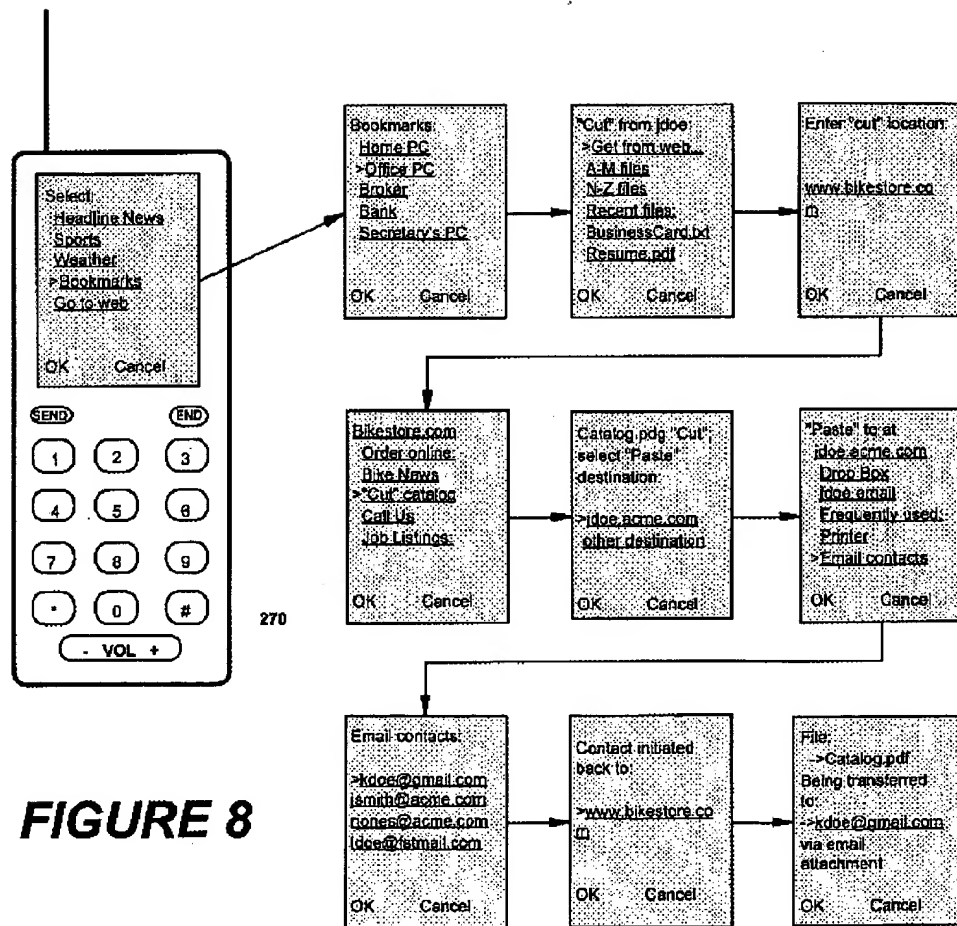 Select:
Headline News
Sports
Weather
>Bookmarks
Go to web
OK Cancel
SEND END
1 2 3
4 5 6
7 8 9
* 0 #
- VOL +
270
Bookmarks:
Home PC
>Office PC
Broker
Bank
Secretary's PC
OK Cancel
"Cut" from jdoe:
>Get from web...
A-M files
N-Z files
Recent files:
BusinessCard.txt
Resume.pdf
OK Cancel
Enter "cut" location:
www.bikestore.co
m
OK Cancel
Bikestore.com
Order online:
Bike News
>"Cut" catalog
Call Us
Job Listings:
OK Cancel
Catalog.pdg "Cut";
select "Paste"
destination:
>jdoe.acme.com
other destination
OK Cancel
"Paste" to at
jdoe.acme.com
Drop Box
jdoe email
Frequently used:
Printer
>Email contacts
OK Cancel
Email contacts:
>kdoe@gmail.com
jsmith@acme.com
nones@acme.com
OK Cancel
Contact initiated
back to:
>www.bikestore.co
m
OK Cancel
File:
->Catalog.pdf
Being transferred
to:
->kdoe@gmail.com
via email
attachment
OK Cancel
FIGURE 8